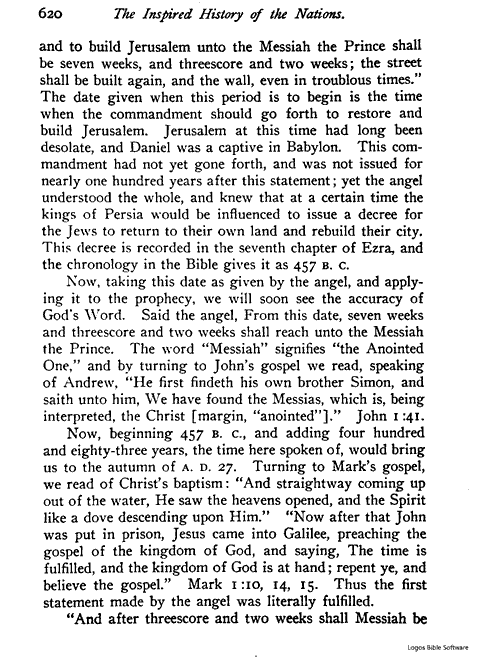 620 The Inspired History of the Nations.
and to build Jerusalem unto the Messiah the Prince shall
be seven weeks, and threescore and two weeks; the street
shall be built again, and the wall, even in troublous times."
The date given when this period is to begin is the time
when the commandment should go forth to restore and
build Jerusalem. Jerusalem at this time had long been
desolate, and Daniel was a captive in Babylon. This com-
mandment had not yet gone forth, and was not issued for
nearly one hundred years after this statement; yet the angel
understood the whole, and knew that at a certain time the
kings of Persia would be influenced to issue a decree for
the Jews to return to their own land and rebuild their city.
This decree is recorded in the seventh chapter of Ezra, and
the chronology in the Bible gives it as 457 B. C.
Now, taking this date as given by the angel, and apply-
ing it to the prophecy, we will soon see the accuracy of
God's Word. Said the angel, From this date, seven weeks
and threescore and two weeks shall reach unto the Messiah
the Prince. The word "Messiah" signifies "the Anointed
One," and by turning to John's gospel we read, speaking
of Andrew, "He first findeth his own brother Simon, and
saith unto him, We have found the Messias, which is, being
interpreted, the Christ [margin, "anointed"]." John 1:41.
Now, beginning 457 B. C., and adding four hundred
and eighty-three years, the time here spoken of, would bring
us to the autumn of A. D. 27. Turning to Mark's gospel,
we read of Christ's baptism: "And straightway coming up
out of the water, He saw the heavens opened, and the Spirit
like a dove descending upon Him." "Now after that John
was put in prison, Jesus came into Galilee, preaching the
gospel of the kingdom of God, and saying, The time is
fulfilled, and the kingdom of God is at hand; repent ye, and
believe the gospel." Mark 1:10, 14, 15. Thus the first
statement made by the angel was literally fulfilled.
"And after threescore and two weeks shall Messiah be
Logos Bible Software